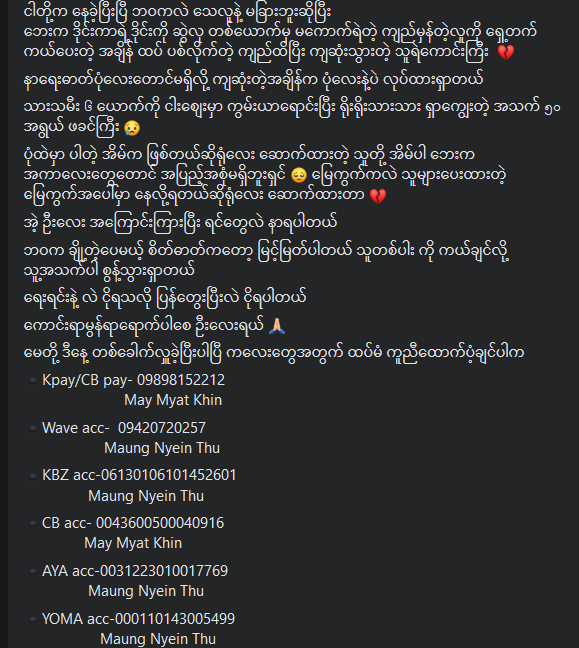 ငါတို့က နေခဲ့ပြီးပြီ ဘဝကလဲ သေလူနဲ့ မခြားဘူးဆိုပြီး
ဘေးက ဒိုင်းကာရဲ့ဒိုင်းကို ဆွဲလှ တစ်ယောက်မှ မကောက်ရဲတဲ့ ကျည်မှန်တဲ့လူကို ရှေ့တက်
ကယ်ပေးတဲ့ အချိန် ထပ် ပစ်လိုက်တဲ့ ကျည်ထိပြီး ကျဆုံးသွားတဲ့ သူရဲကောင်းကြီး 💔
နာရေးဓာတ်ပုံလေးတောင်မရှိလို့ ကျဆုံးတဲ့အချိန်က ပုံလေးနဲ့ပဲ လုပ်ထားရှာတယ်
သားသမီး ၆ ယောက်ကို ငါးဈေးမှာ ကွမ်းယာရောင်းပြီး ရိုးရိုးသားသား ရှာကျွေးတဲ့ အသက် ၅၀
အရွယ် ဖခင်ကြီး 😥
ပုံထဲမှာ ပါတဲ့ အိမ်က ဖြစ်တယ်ဆိုရုံလေး ဆောက်ထားတဲ့ သူတို့ အိမ်ပါ ဘေးက
အကာလေးတွေတောင် အပြည့်အစုံမရှိဘူးရှင် 😔 မြေကွက်ကလဲ သူများပေးထားတဲ့
မြေကွက်အပေါ်မှာ နေလို့ရတယ်ဆိုရုံလေး ဆောက်ထားတာ 💔
အဲ့ ဦးလေး အကြောင်းကြားပြီး ရင်တွေလဲ နာရပါတယ်
ဘဝက ချို့တဲ့ပေမယ့် စိတ်ဓာတ်ကတော့ မြင့်မြတ်ပါတယ် သူတစ်ပါး ကို ကယ်ချင်လို့
သူ့အသက်ပါ စွန့်သွားရှာတယ်
ရေးရင်းနဲ့ လဲ ငိုရသလို ပြန်တွေးပြီးလဲ ငိုရပါတယ်
ကောင်းရာမွန်ရာရောက်ပါစေ ဦးလေးရယ် 🙏🏼
မေတို့ ဒီနေ့ တစ်ခေါက်လှူခဲ့ပြီးပါပြီ ကလေးတွေအတွက် ထပ်မံ ကူညီထောက်ပံ့ချင်ပါက
Kpay/CB pay- 09898152212
May Myat Khin
Wave acc- 09420720257
Maung Nyein Thu
KBZ acc-06130106101452601
Maung Nyein Thu
CB acc- 0043600500040916
May Myat Khin
AYA acc-0031223010017769
Maung Nyein Thu
YOMA acc-000110143005499
Maung Nyein Thu